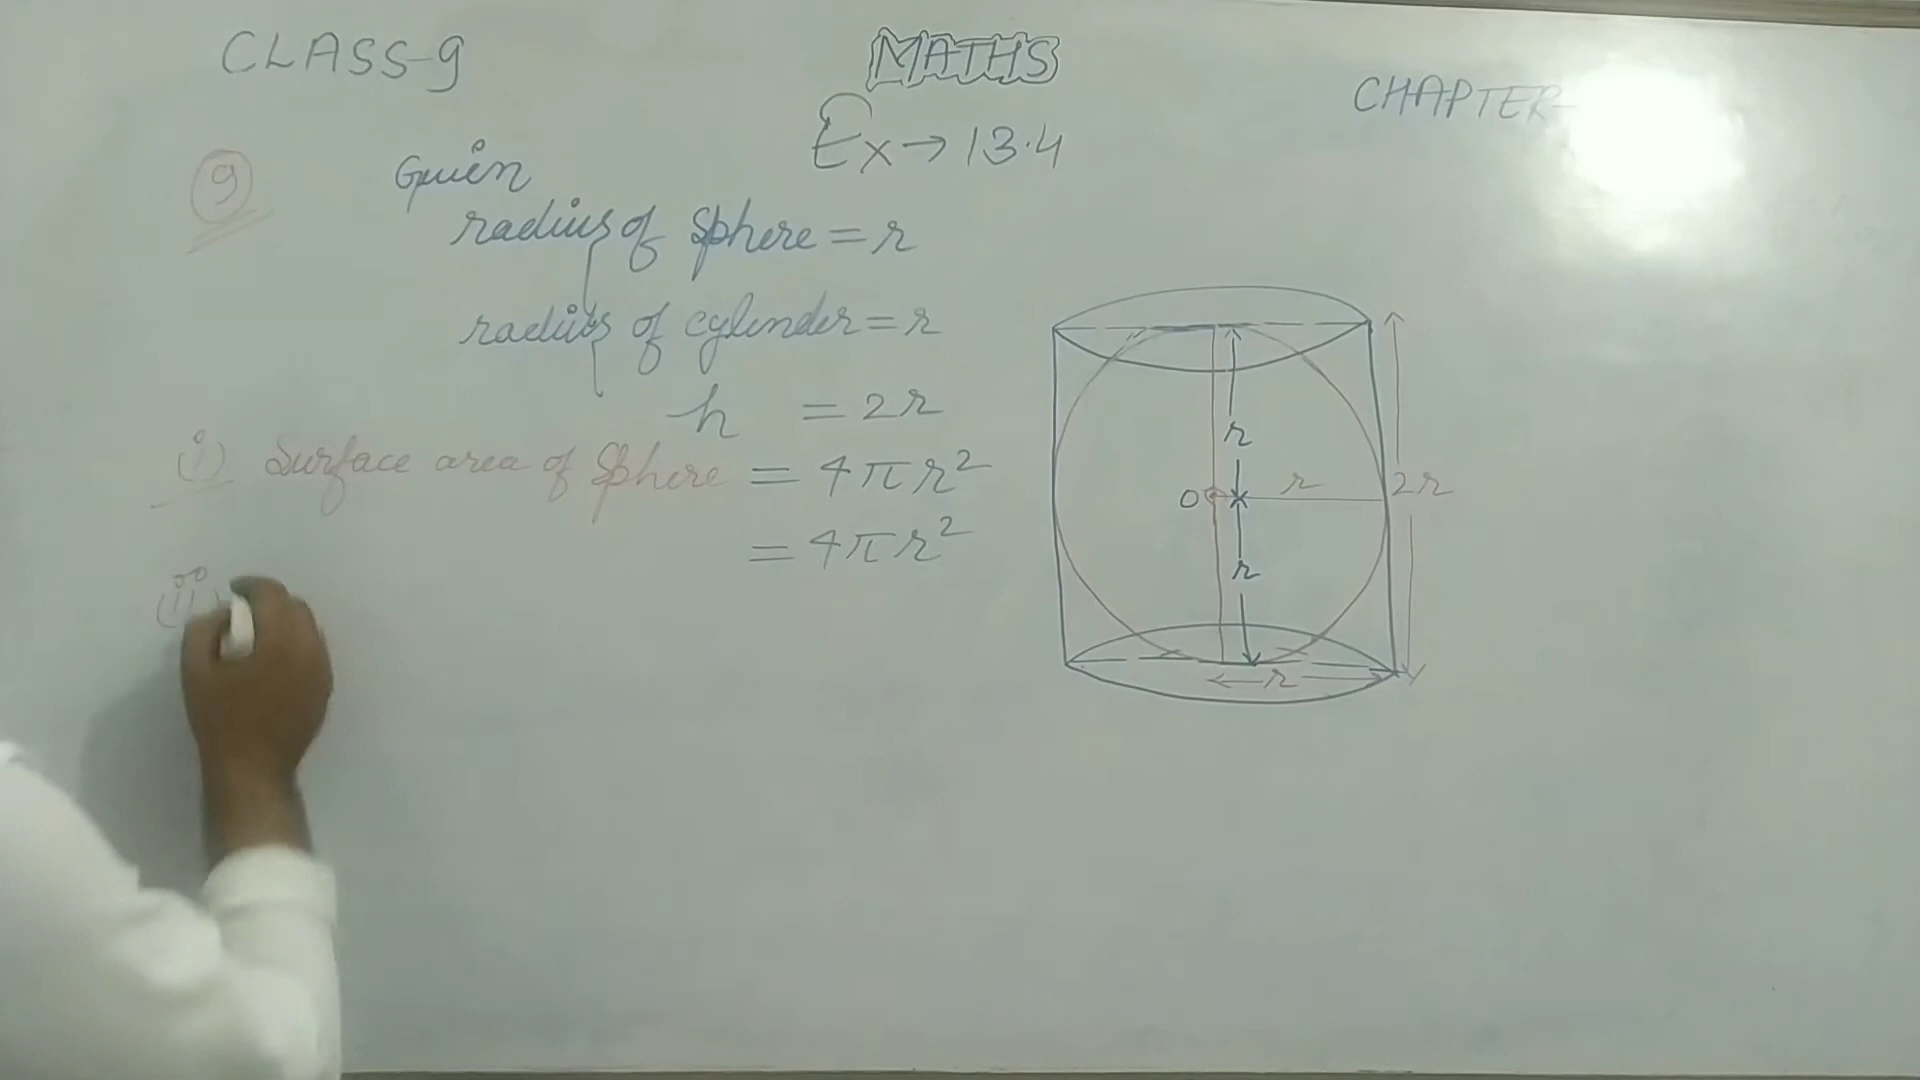 CLASS-9
MATHS
CHAPTER-
Ex→13.4
9
Given
radius of Sphere = r
radius of cylinder = r
h = 2r
(i) Surface area of Sphere = 4πr²
= 4πr²
(ii)
r
O
r
2r
r
r